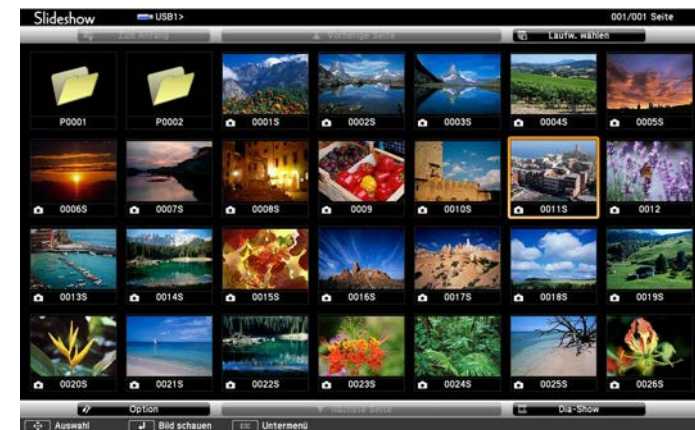 Slideshow USB1> 001/001 Seite
Zum Anfang Vorherige Seite Laufw. wählen
P0001 P0002 0001S 0002S 0003S 0004S 0005S
0006S 0007S 0008S 0009 0010S 0011S 0012
0013S 0014S 0015S 0016S 0017S 0018S 0019S
0020S 0021S 0022S 0023S 0024S 0025S 0026S
Option Nächste Seite Dia-Show
Auswahl Bild schauen Esc Untermenü